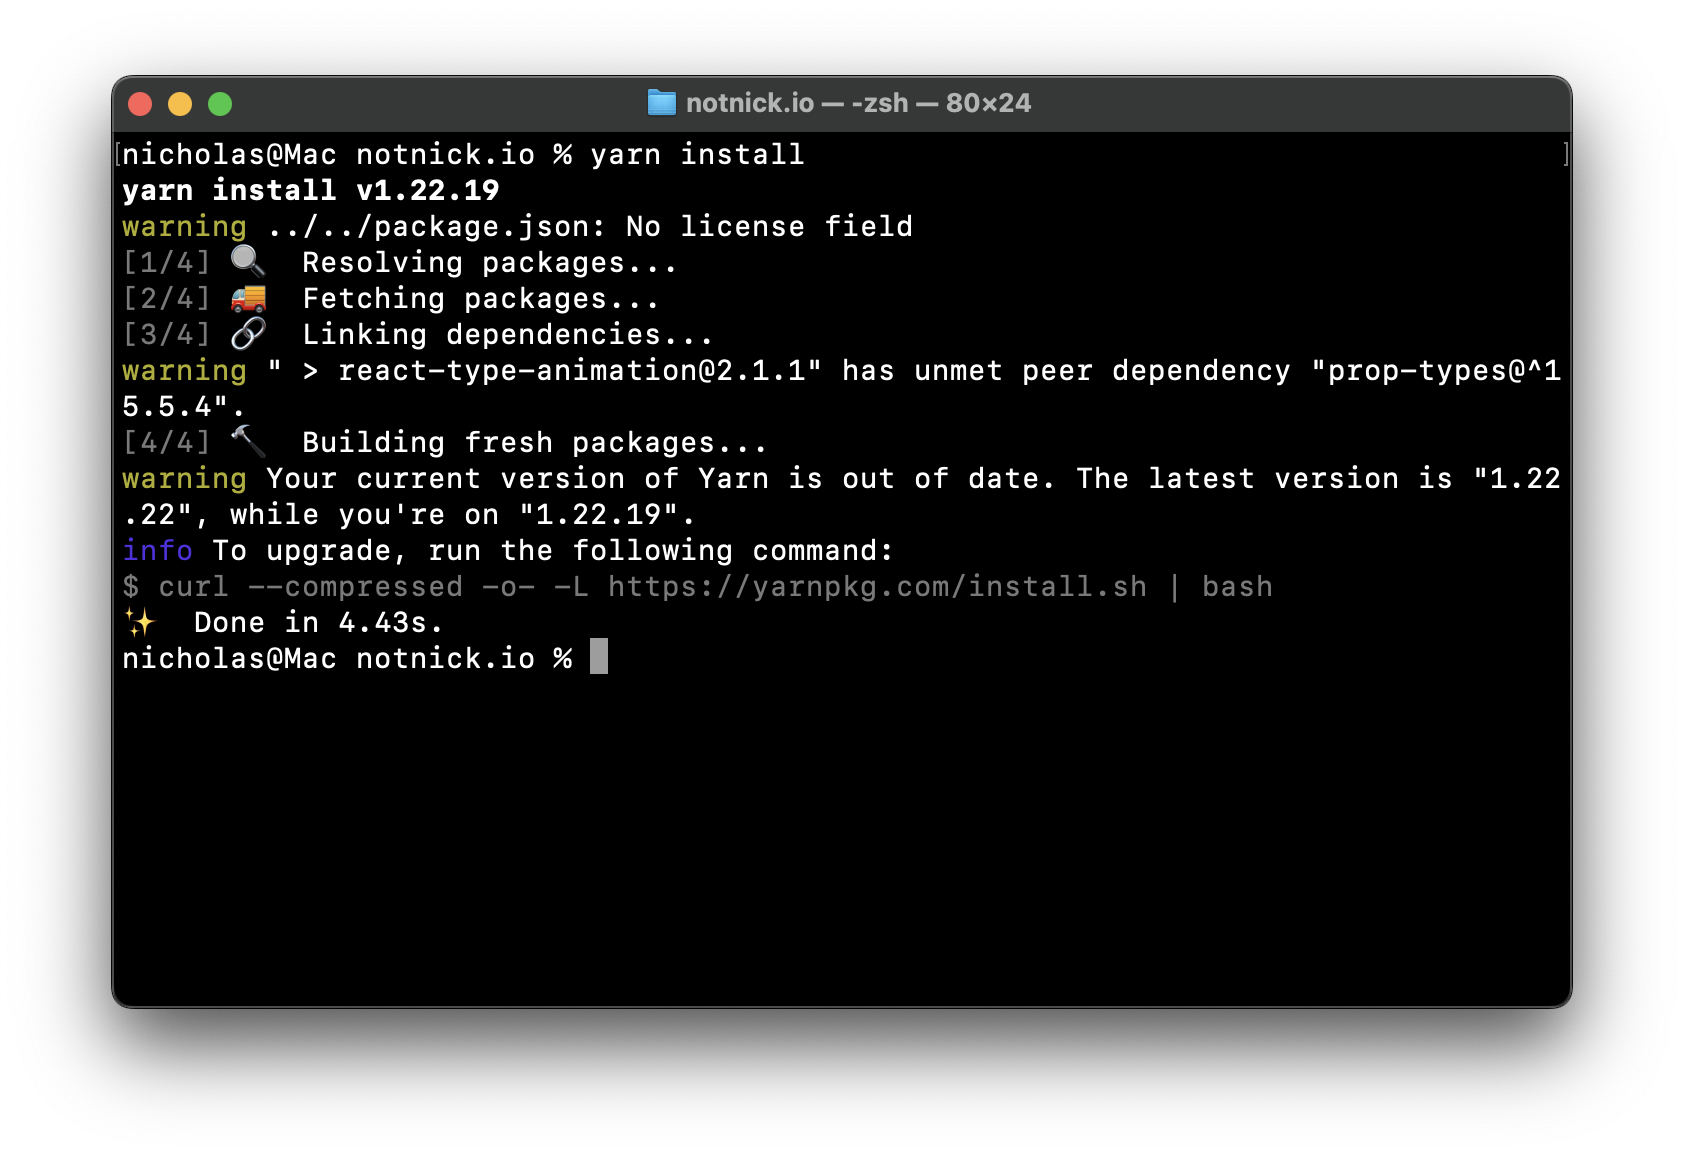 notnick.io — -zsh — 80×24
[nicholas@Mac notnick.io % yarn install ]
yarn install v1.22.19
warning ../../package.json: No license field
[1/4] 🔍  Resolving packages...
[2/4] 🚚  Fetching packages...
[3/4] 🔗  Linking dependencies...
warning " > react-type-animation@2.1.1" has unmet peer dependency "prop-types@^1
5.5.4".
[4/4] 🔨  Building fresh packages...
warning Your current version of Yarn is out of date. The latest version is "1.22
.22", while you're on "1.22.19".
info To upgrade, run the following command:
$ curl --compressed -o- -L https://yarnpkg.com/install.sh | bash
✨  Done in 4.43s.
nicholas@Mac notnick.io %